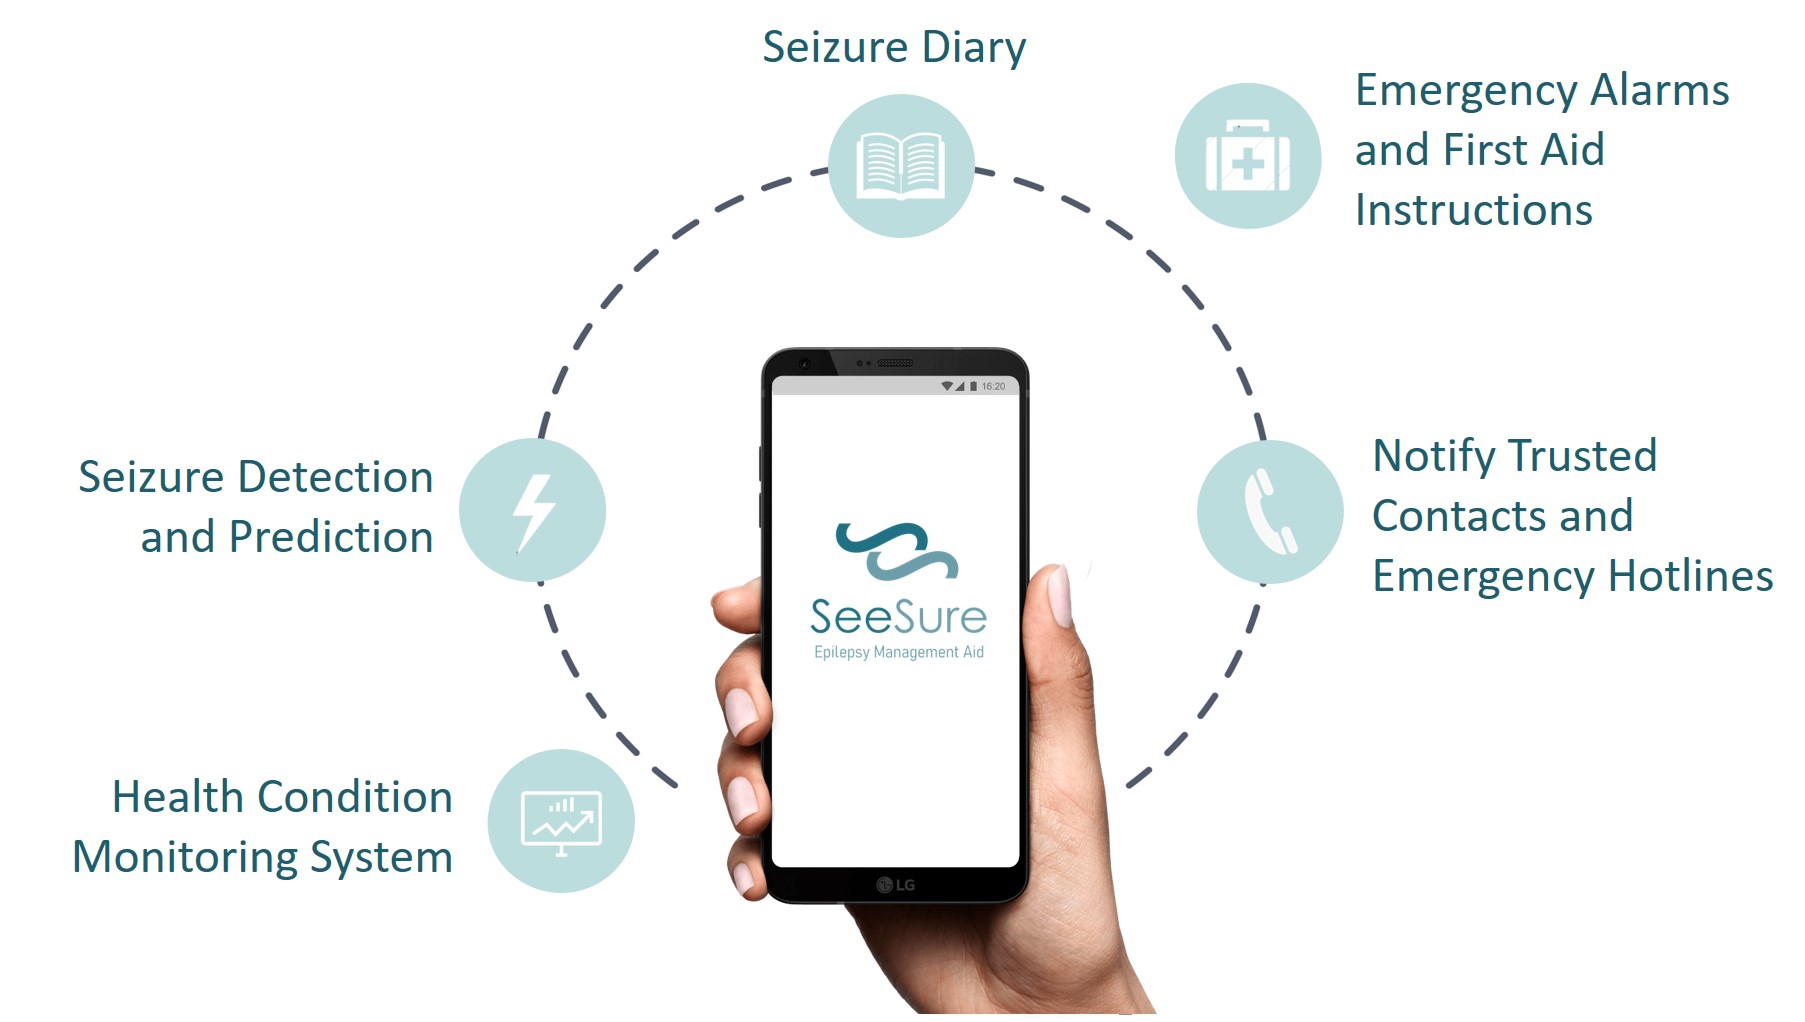 Seizure Diary
Emergency Alarms
and First Aid
Instructions
Seizure Detection
and Prediction
Notify Trusted
Contacts and
Emergency Hotlines
Health Condition
Monitoring System
16:20
SeeSure
Epilepsy Management Aid
LG